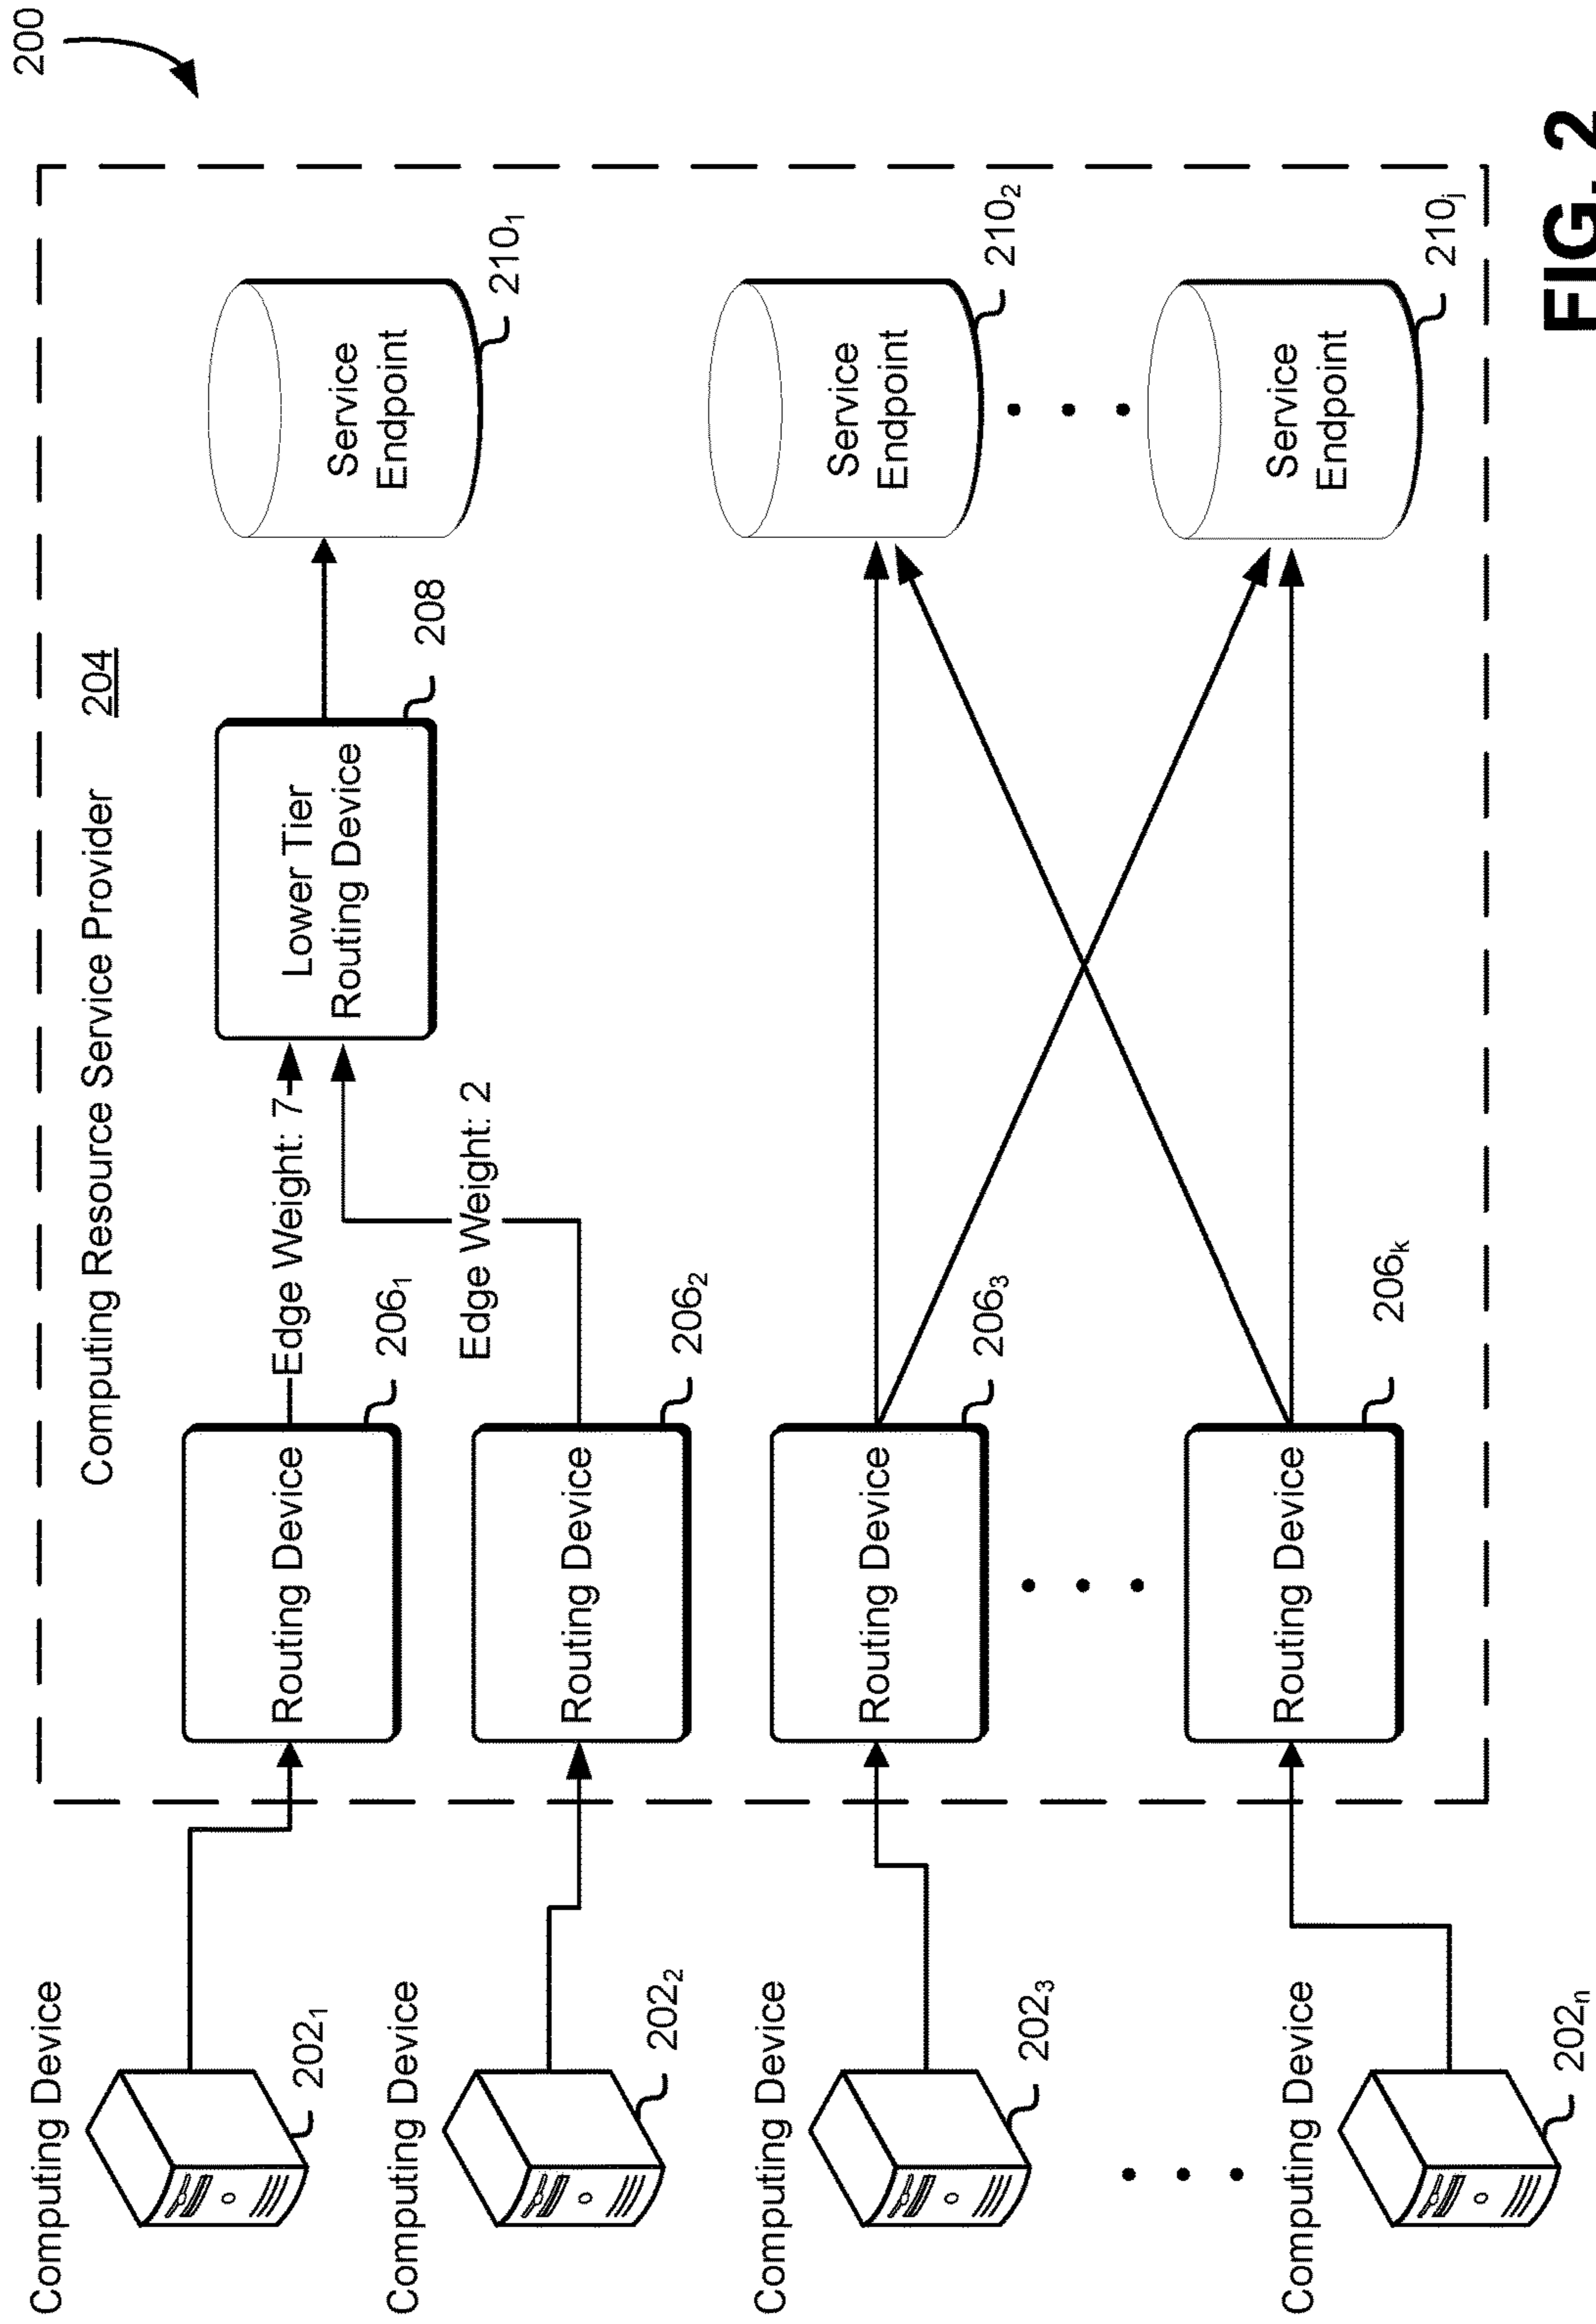 200
Computing Resource Service Provider 204
Computing Device
202₁
Routing Device
206₁
Edge Weight: 7
Lower Tier
Routing Device
208
Service
Endpoint
210₁
Computing Device
202₂
Routing Device
206₂
Edge Weight: 2
Computing Device
202₃
Routing Device
206₃
Service
Endpoint
210₂
Computing Device
202ₙ
Routing Device
206ₖ
Service
Endpoint
210ⱼ
FIG. 2